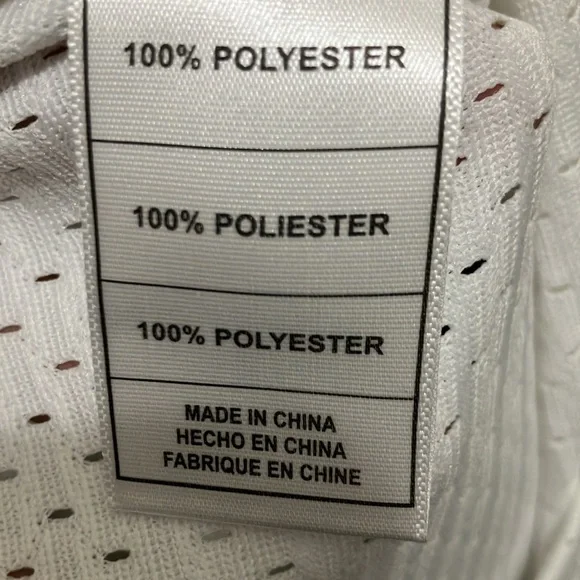 100% POLYESTER
100% POLIESTER
100% POLYESTER
MADE IN CHINA
HECHO EN CHINA
FABRIQUE EN CHINE